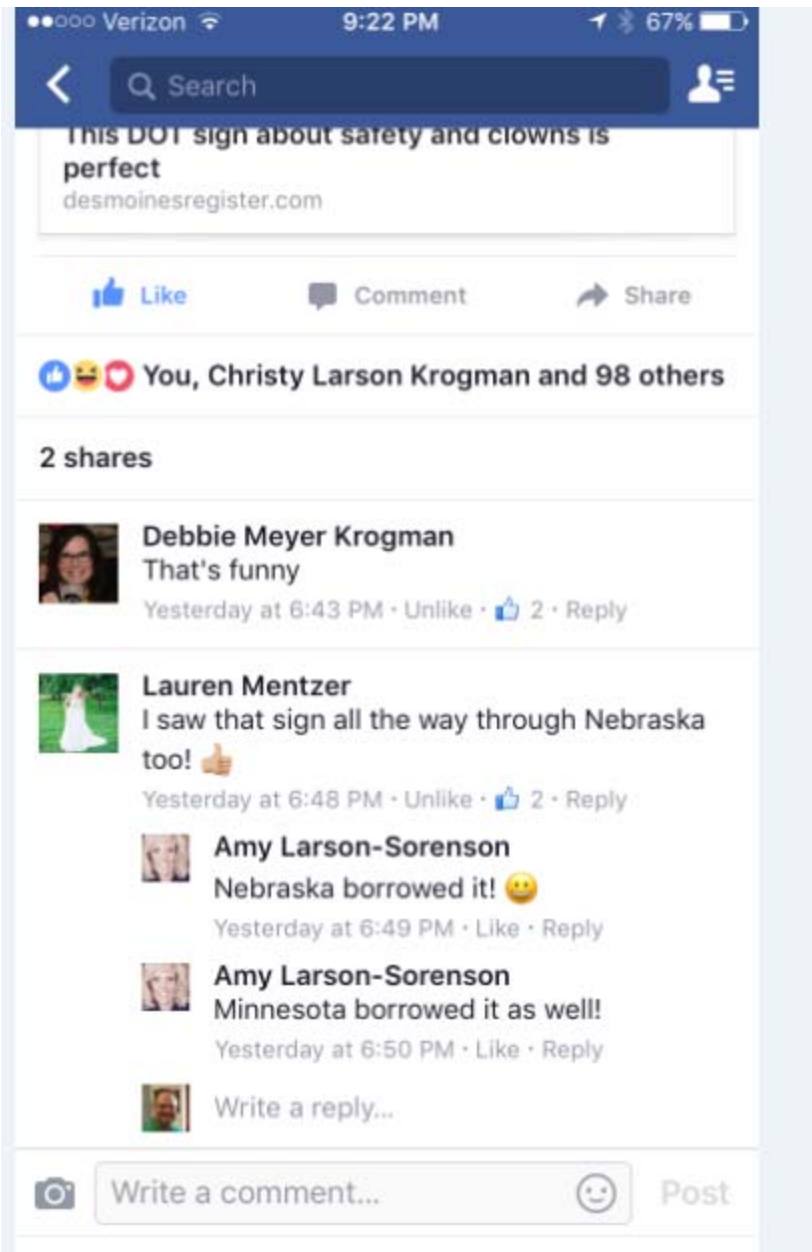 Verizon 9:22 PM 67%
Search
This DOT sign about safety and clowns is
perfect
desmoinesregister.com
Like Comment Share
You, Christy Larson Krogman and 98 others
2 shares
Debbie Meyer Krogman
That's funny
Yesterday at 6:43 PM · Unlike · 2 · Reply
Lauren Mentzer
I saw that sign all the way through Nebraska
too! 👍🏼
Yesterday at 6:48 PM · Unlike · 2 · Reply
Amy Larson-Sorenson
Nebraska borrowed it! 😀
Yesterday at 6:49 PM · Like · Reply
Amy Larson-Sorenson
Minnesota borrowed it as well!
Yesterday at 6:50 PM · Like · Reply
Write a reply...
Write a comment... Post